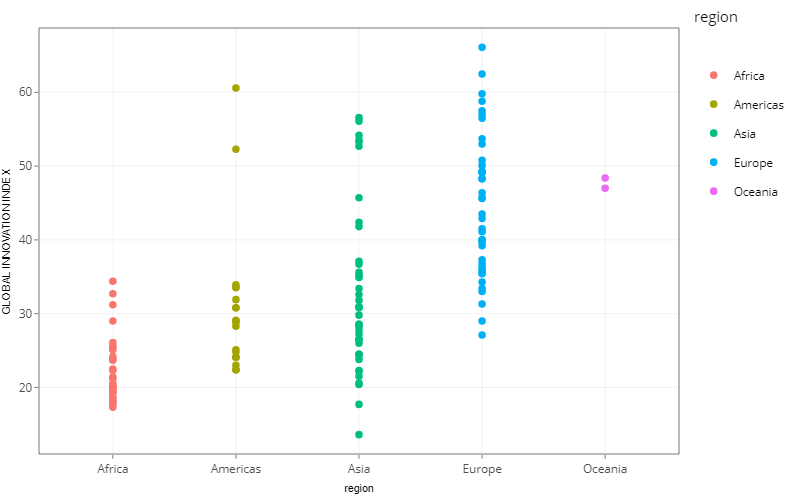 region
60
50
40
30
20
GLOBAL INNOVATION INDEX
Africa
Americas
Asia
Europe
Oceania
Africa
Americas
Asia
Europe
Oceania
region